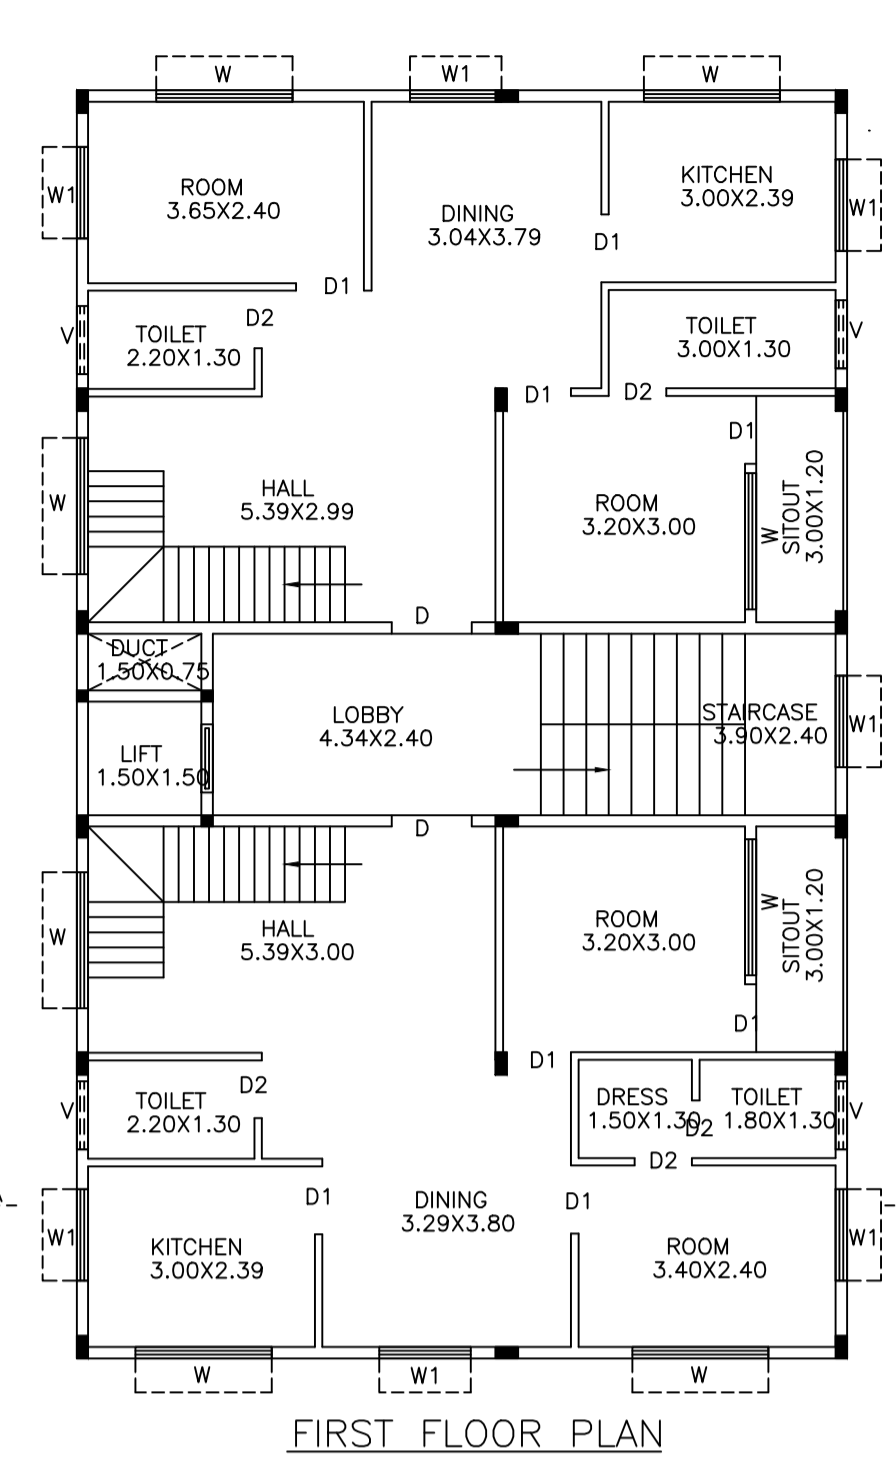 W
W1
W
W1
ROOM
3.65X2.40
KITCHEN
3.00X2.39
W1
DINING
3.04X3.79
D1
D1
D2
V
TOILET
2.20X1.30
TOILET
3.00X1.30
V
D1
D2
D1
W
HALL
5.39X2.99
ROOM
3.20X3.00
W
SITOUT
3.00X1.20
D
DUCT
1.50X0.75
LOBBY
4.34X2.40
STAIRCASE
3.90X2.40
W1
LIFT
1.50X1.50
D
W
HALL
5.39X3.00
ROOM
3.20X3.00
W
SITOUT
3.00X1.20
D1
D1
D2
V
TOILET
2.20X1.30
DRESS
1.50X1.30
D2
TOILET
1.80X1.30
V
D2
D1
D1
W1
DINING
3.29X3.80
KITCHEN
3.00X2.39
ROOM
3.40X2.40
W1
W
W1
W
FIRST FLOOR PLAN